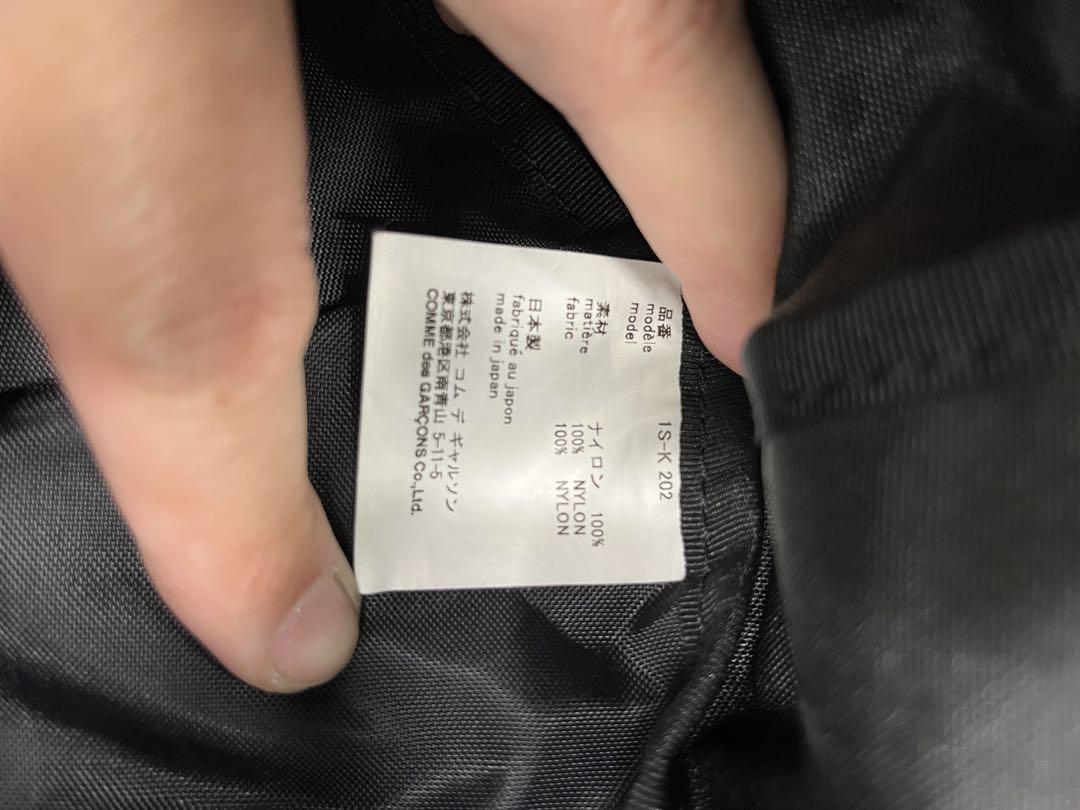 品番
modèle
model 1S-K 202
素材 ナイロン 100%
matière 100% NYLON
fabric 100% NYLON
日本製
fabriqué au japon
made in japan
株式会社 コム デ ギャルソン
東京都港区南青山 5-11-5
COMME des GARÇONS Co.,Ltd.